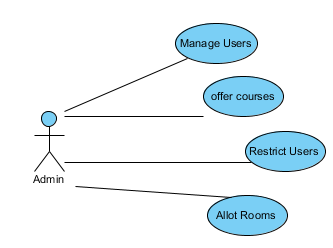 Manage Users
offer courses
Restrict Users
Admin
Allot Rooms